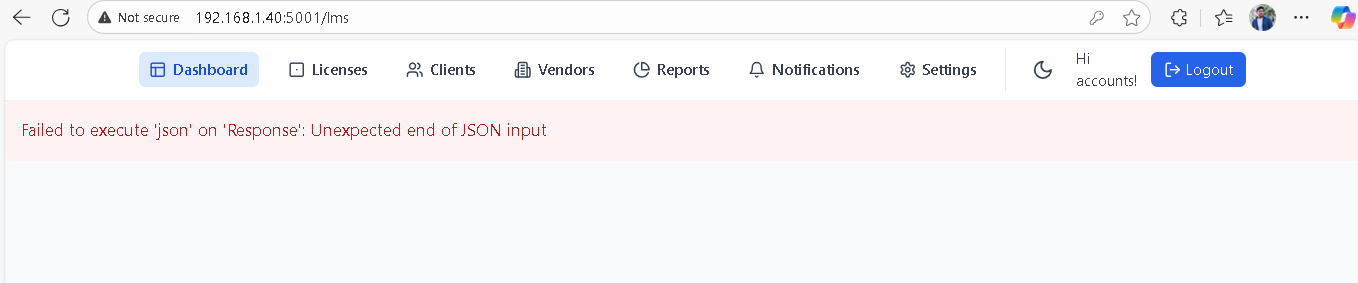 Not secure 192.168.1.40:5001/lms
Dashboard Licenses Clients Vendors Reports Notifications Settings Hi
accounts! Logout
Failed to execute 'json' on 'Response': Unexpected end of JSON input